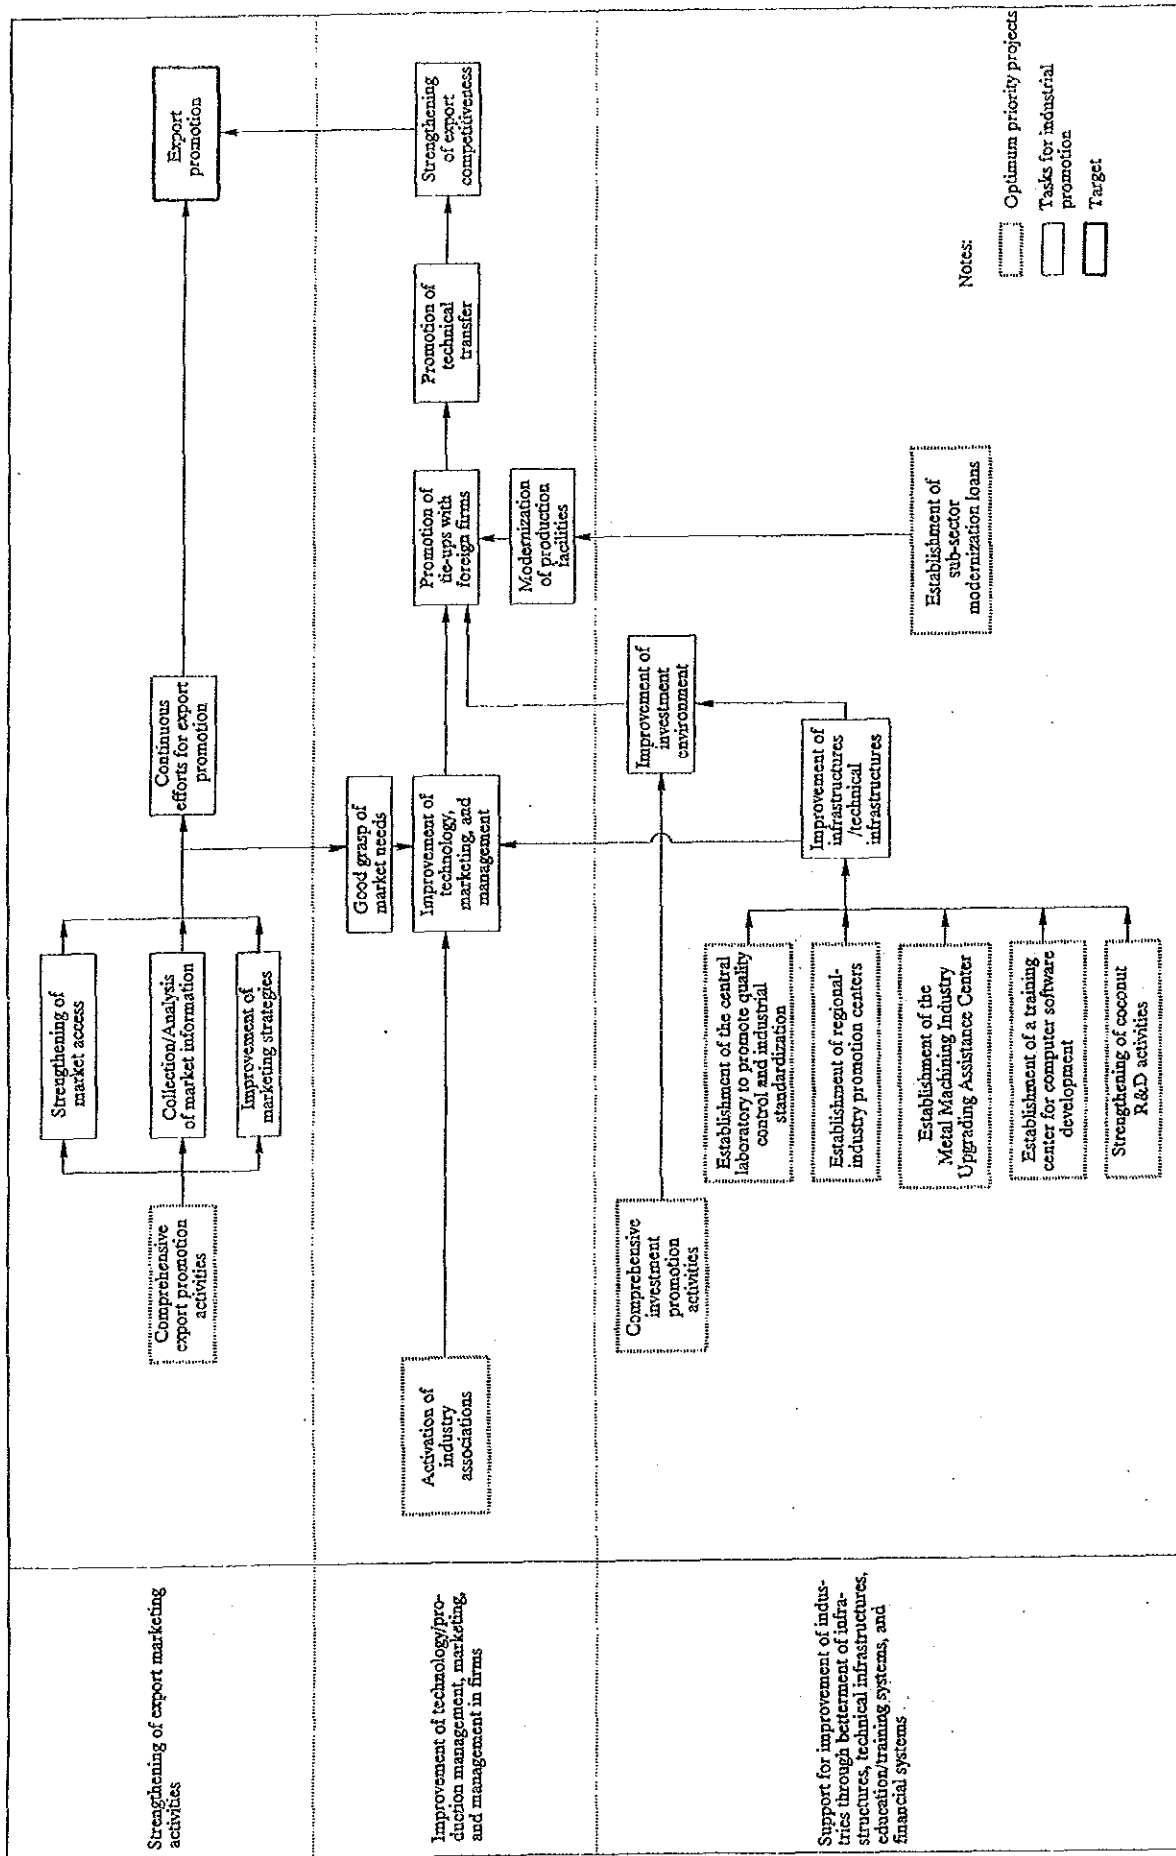 Strengthening of export marketing
activities
Comprehensive
export promotion
activities
Strengthening of
market access
Collection/Analysis
of market information
Improvement of
marketing strategies
Continuous
efforts for export
promotion
Export
promotion
Improvement of technology/pro-
duction management, marketing,
and management in firms
Activation of
industry
associations
Good grasp of
market needs
Improvement of
technology,
marketing, and
management
Promotion of
tie-ups with
foreign firms
Modernization
of production
facilities
Promotion of
technical
transfer
Strengthening
of export
competitiveness
Support for improvement of indus-
tries through betterment of infra-
structures, technical infrastructures,
education/training systems, and
financial systems
Comprehensive
investment
promotion
activities
Establishment of the central
laboratory to promote quality
control and industrial
standardization
Establishment of regional-
industry promotion centers
Establishment of the
Metal Machining Industry
Upgrading Assistance Center
Establishment of a training
center for computer software
development
Strengthening of coconut
R&D activities
Improvement of
infrastructures
/technical
infrastructures
Improvement of
investment
environment
Establishment of
sub-sector
modernization loans
Notes:
Optimum priority projects
Tasks for industrial
promotion
Target